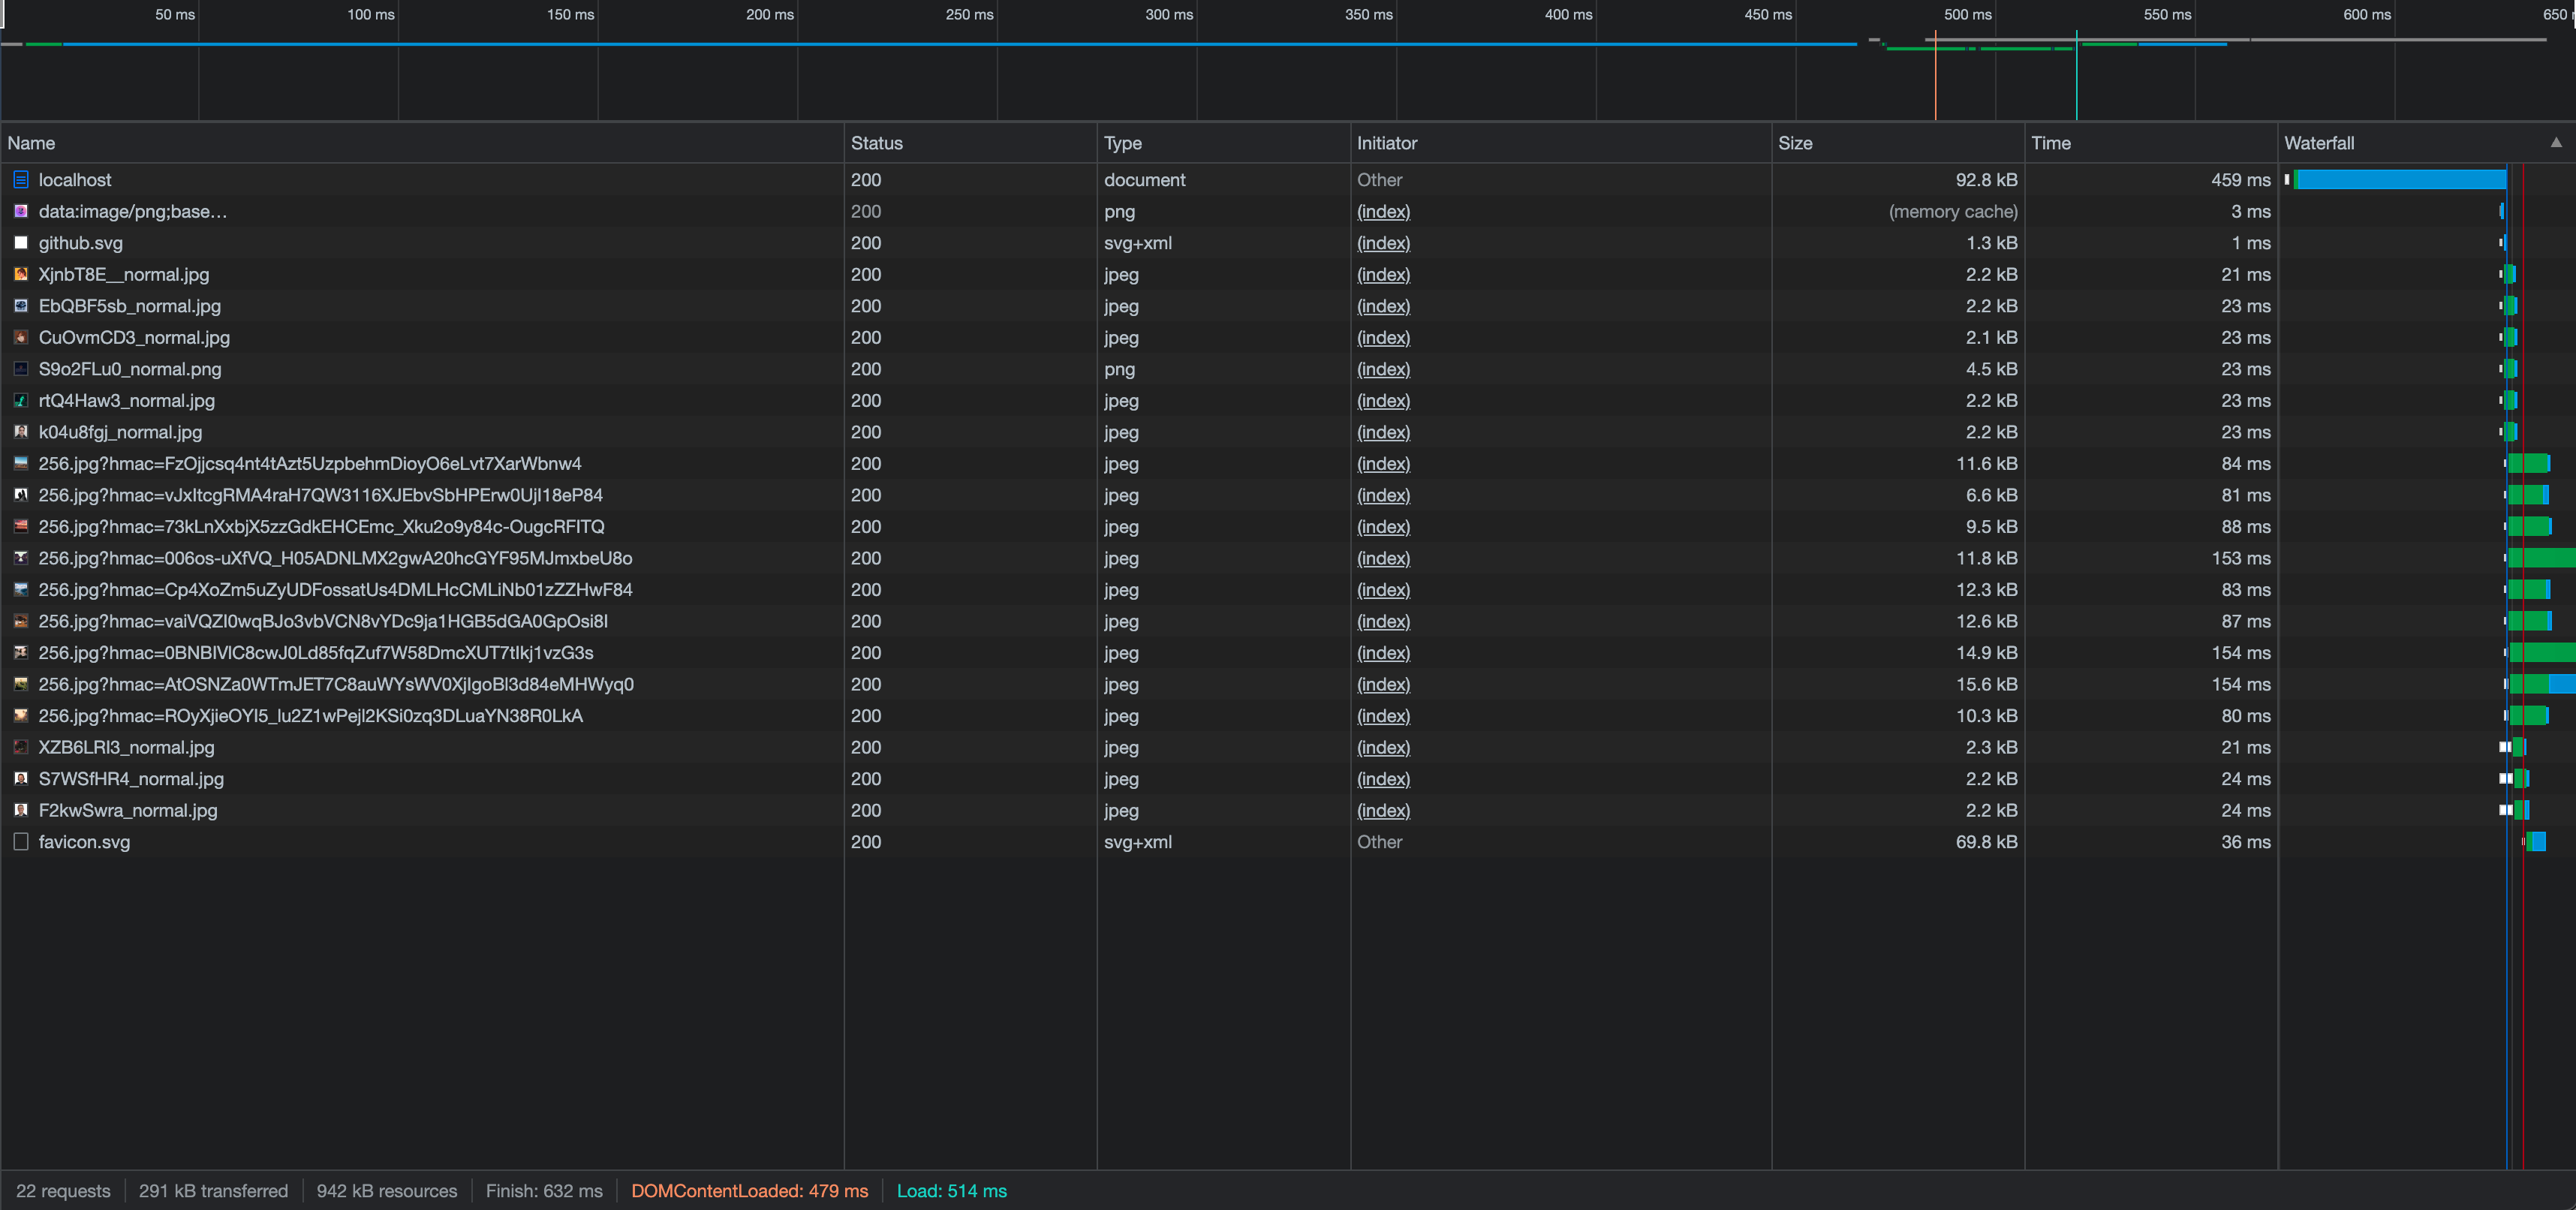 50 ms 100 ms 150 ms 200 ms 250 ms 300 ms 350 ms 400 ms 450 ms 500 ms 550 ms 600 ms 650
Name Status Type Initiator Size Time Waterfall
localhost 200 document Other 92.8 kB 459 ms
data:image/png;base… 200 png (index) (memory cache) 3 ms
github.svg 200 svg+xml (index) 1.3 kB 1 ms
XjnbT8E__normal.jpg 200 jpeg (index) 2.2 kB 21 ms
EbQBF5sb_normal.jpg 200 jpeg (index) 2.2 kB 23 ms
CuOvmCD3_normal.jpg 200 jpeg (index) 2.1 kB 23 ms
S9o2FLu0_normal.png 200 png (index) 4.5 kB 23 ms
rtQ4Haw3_normal.jpg 200 jpeg (index) 2.2 kB 23 ms
k04u8fgj_normal.jpg 200 jpeg (index) 2.2 kB 23 ms
256.jpg?hmac=FzOjjcsq4nt4tAzt5UzpbehmDioyO6eLvt7XarWbnw4 200 jpeg (index) 11.6 kB 84 ms
256.jpg?hmac=vJxItcgRMA4raH7QW3116XJEbvSbHPErw0UjI18eP84 200 jpeg (index) 6.6 kB 81 ms
256.jpg?hmac=73kLnXxbjX5zzGdkEHCEmc_Xku2o9y84c-OugcRFITQ 200 jpeg (index) 9.5 kB 88 ms
256.jpg?hmac=006os-uXfVQ_H05ADNLMX2gwA20hcGYF95MJmxbeU8o 200 jpeg (index) 11.8 kB 153 ms
256.jpg?hmac=Cp4XoZm5uZyUDFossatUs4DMLHcCMLiNb01zZZHwF84 200 jpeg (index) 12.3 kB 83 ms
256.jpg?hmac=vaiVQZI0wqBJo3vbVCN8vYDc9ja1HGB5dGA0GpOsi8I 200 jpeg (index) 12.6 kB 87 ms
256.jpg?hmac=0BNBIVlC8cwJ0Ld85fqZuf7W58DmcXUT7tIkj1vzG3s 200 jpeg (index) 14.9 kB 154 ms
256.jpg?hmac=AtOSNZa0WTmJET7C8auWYsWV0XjIgoBl3d84eMHWyq0 200 jpeg (index) 15.6 kB 154 ms
256.jpg?hmac=ROyXjieOYI5_lu2Z1wPejl2KSi0zq3DLuaYN38R0LkA 200 jpeg (index) 10.3 kB 80 ms
XZB6LRI3_normal.jpg 200 jpeg (index) 2.3 kB 21 ms
S7WSfHR4_normal.jpg 200 jpeg (index) 2.2 kB 24 ms
F2kwSwra_normal.jpg 200 jpeg (index) 2.2 kB 24 ms
favicon.svg 200 svg+xml Other 69.8 kB 36 ms
22 requests 291 kB transferred 942 kB resources Finish: 632 ms DOMContentLoaded: 479 ms Load: 514 ms